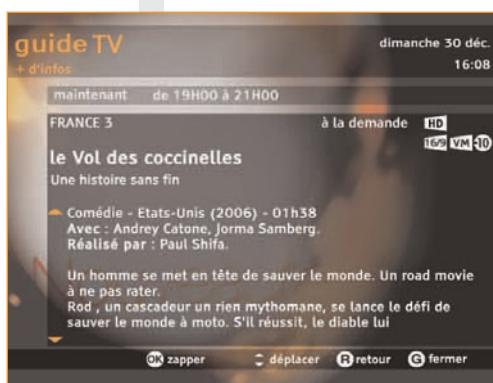 guide TV
dimanche 30 déc.
+ d'infos
16:08
maintenant de 19H00 à 21H00
FRANCE 3 à la demande HD
16/9 VM -10
le Vol des coccinelles
Une histoire sans fin
Comédie - Etats-Unis (2006) - 01h38
Avec : Andrey Catone, Jorma Samberg.
Réalisé par : Paul Shifa.
Un homme se met en tête de sauver le monde. Un road movie
à ne pas rater.
Rod , un cascadeur un rien mythomane, se lance le défi de
sauver le monde à moto. S'il réussit, le diable lui
OK zapper déplacer R retour G fermer